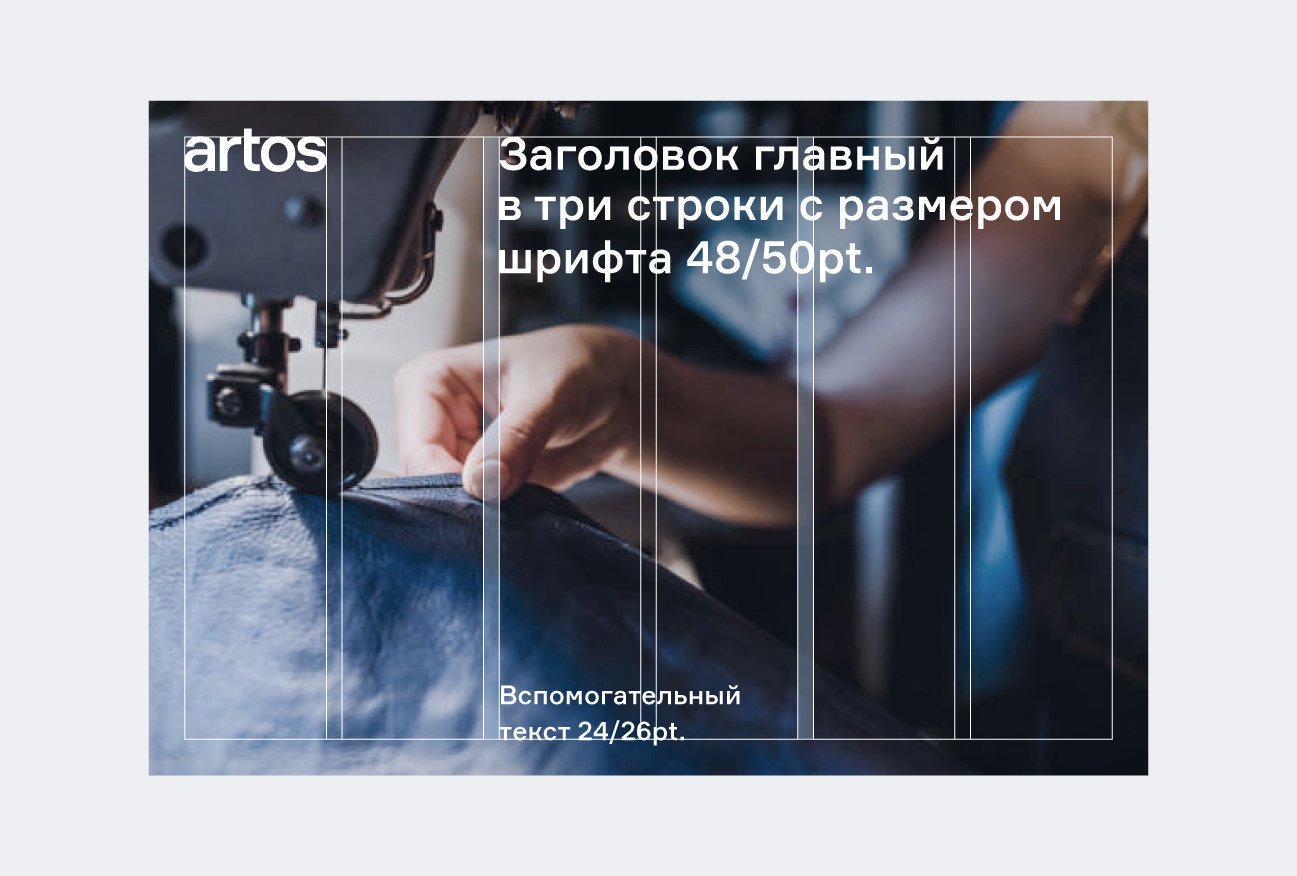 artos
Заголовок главный
в три строки с размером
шрифта 48/50pt.
Вспомогательный
текст 24/26pt.